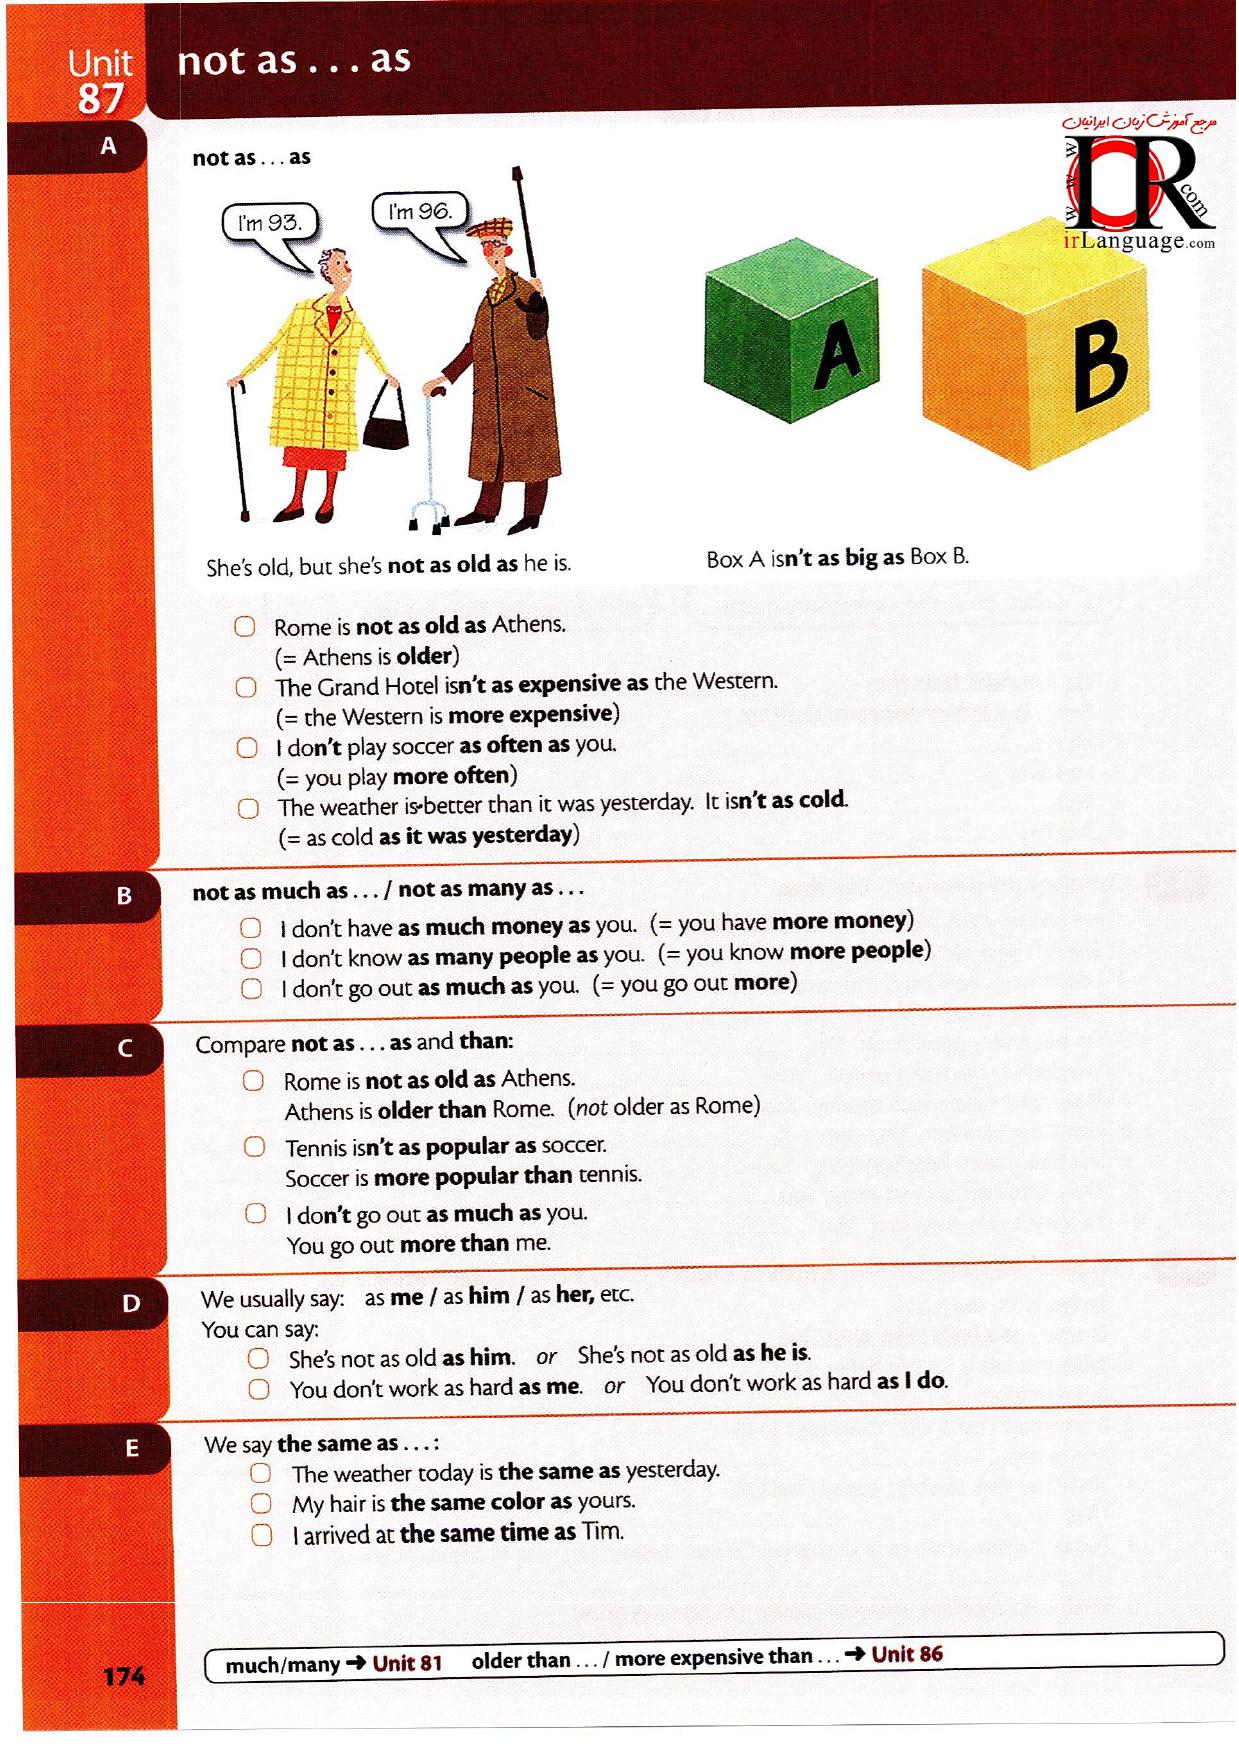 Unit
87
not as . . . as
A
not as . . . as
I'm 93.
I'm 96.
مرجع آموزش زبان ایرانیان
www
IR
.com
irLanguage.com
A
B
She's old, but she's not as old as he is.
Box A isn't as big as Box B.
Rome is not as old as Athens.
(= Athens is older)
The Grand Hotel isn't as expensive as the Western.
(= the Western is more expensive)
I don't play soccer as often as you.
(= you play more often)
The weather is better than it was yesterday. It isn't as cold.
(= as cold as it was yesterday)
B
not as much as . . . / not as many as . . .
I don't have as much money as you. (= you have more money)
I don't know as many people as you. (= you know more people)
I don't go out as much as you. (= you go out more)
C
Compare not as . . . as and than:
Rome is not as old as Athens.
Athens is older than Rome. (not older as Rome)
Tennis isn't as popular as soccer.
Soccer is more popular than tennis.
I don't go out as much as you.
You go out more than me.
D
We usually say: as me / as him / as her, etc.
You can say:
She's not as old as him. or She's not as old as he is.
You don't work as hard as me. or You don't work as hard as I do.
E
We say the same as . . . :
The weather today is the same as yesterday.
My hair is the same color as yours.
I arrived at the same time as Tim.
174
much/many → Unit 81 older than . . . / more expensive than . . . → Unit 86